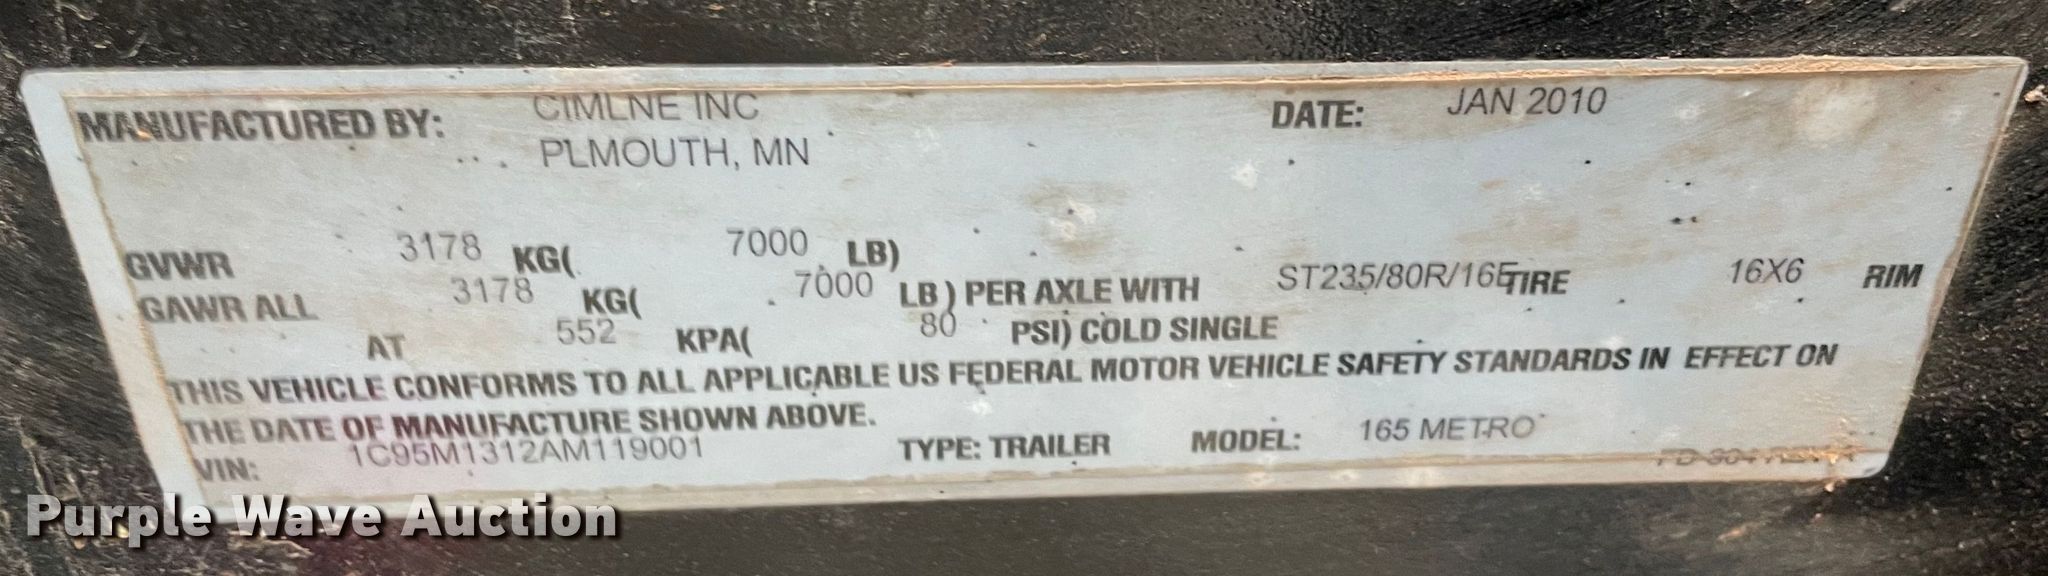 MANUFACTURED BY: CIMLNE INC DATE: JAN 2010
PLMOUTH, MN
GVWR 3178 KG( 7000 LB)
GAWR ALL 3178 KG( 7000 LB) PER AXLE WITH ST235/80R/16E TIRE 16X6 RIM
AT 552 KPA( 80 PSI) COLD SINGLE
THIS VEHICLE CONFORMS TO ALL APPLICABLE US FEDERAL MOTOR VEHICLE SAFETY STANDARDS IN EFFECT ON
THE DATE OF MANUFACTURE SHOWN ABOVE.
VIN: 1C95M1312AM119001 TYPE: TRAILER MODEL: 165 METRO
Purple Wave Auction